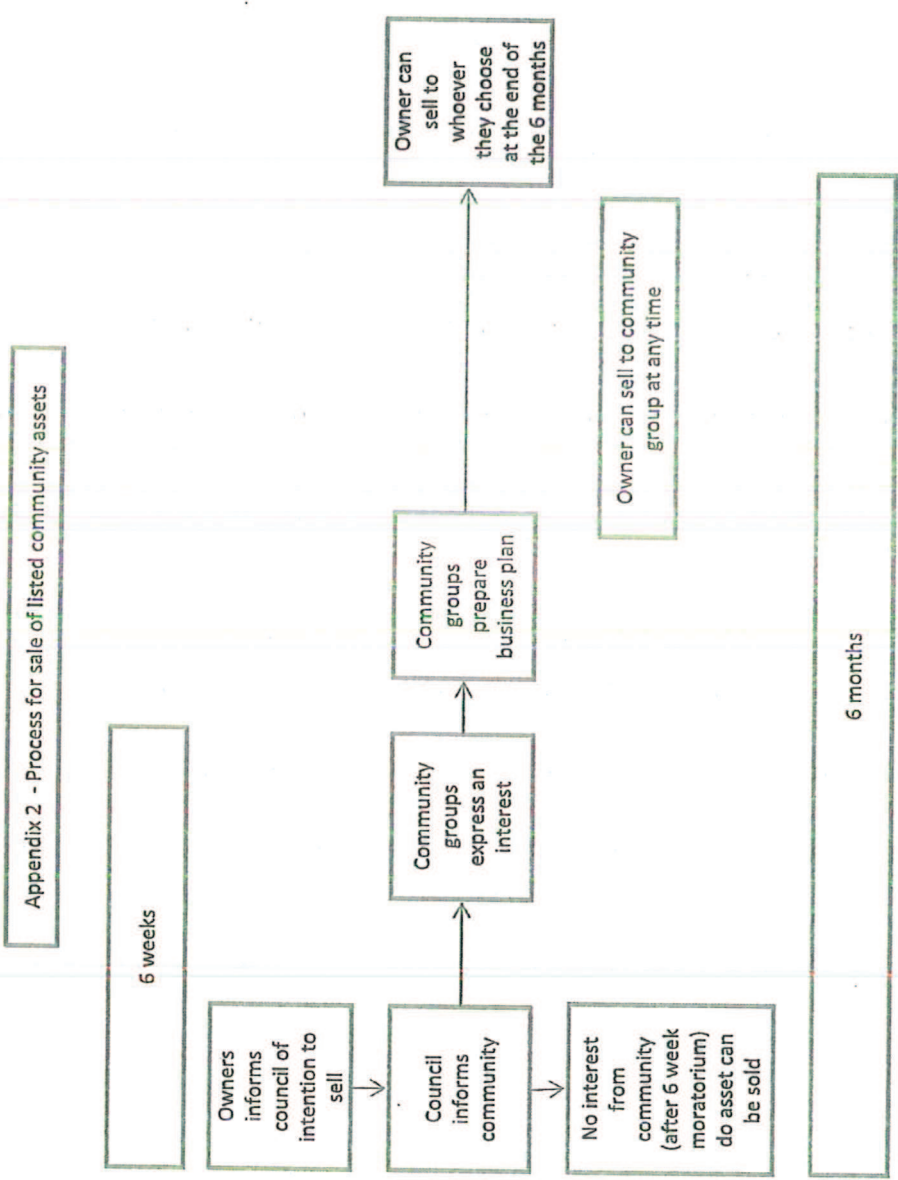 Appendix 2 - Process for sale of listed community assets
6 weeks
Owners
informs
council of
intention to
sell
Council
informs
community
No interest
from
community
(after 6 week
moratorium)
do asset can
be sold
Community
groups
express an
interest
Community
groups
prepare
business plan
Owner can
sell to
whoever
they choose
at the end of
the 6 months
Owner can sell to community
group at any time
6 months